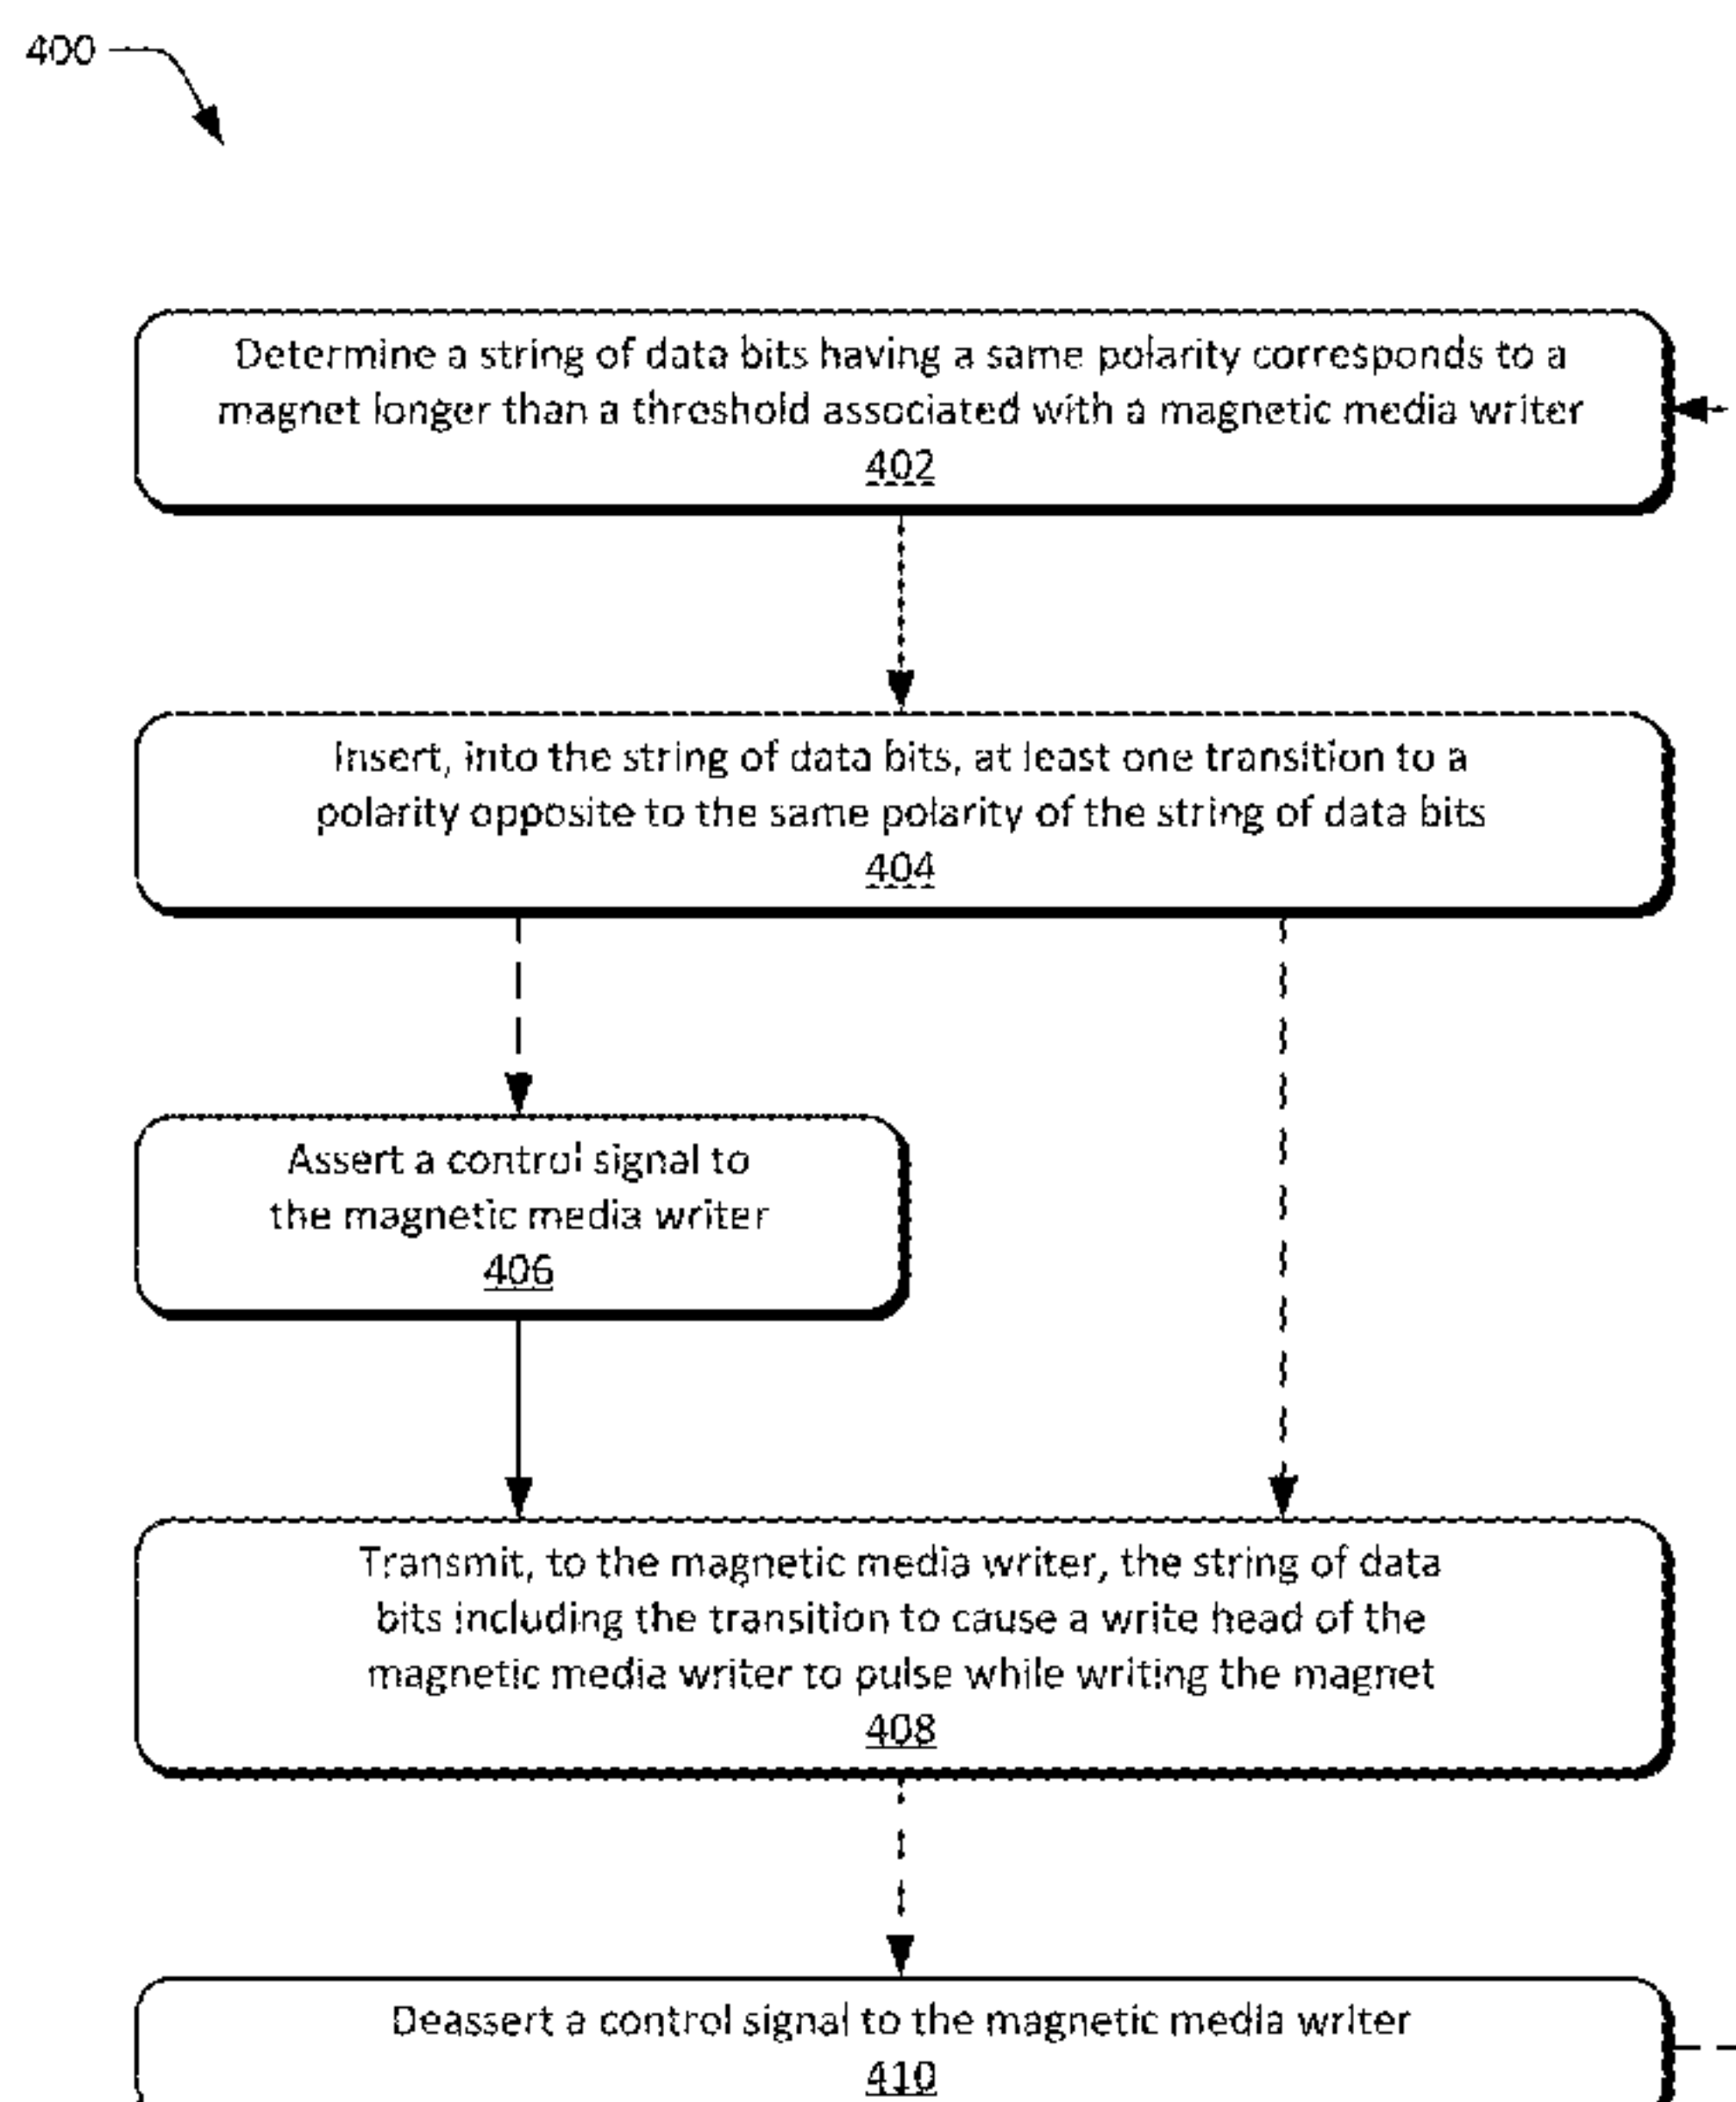 400
Determine a string of data bits having a same polarity corresponds to a
magnet longer than a threshold associated with a magnetic media writer
402
Insert, into the string of data bits, at least one transition to a
polarity opposite to the same polarity of the string of data bits
404
Assert a control signal to
the magnetic media writer
406
Transmit, to the magnetic media writer, the string of data
bits including the transition to cause a write head of the
magnetic media writer to pulse while writing the magnet
408
Deassert a control signal to the magnetic media writer
410